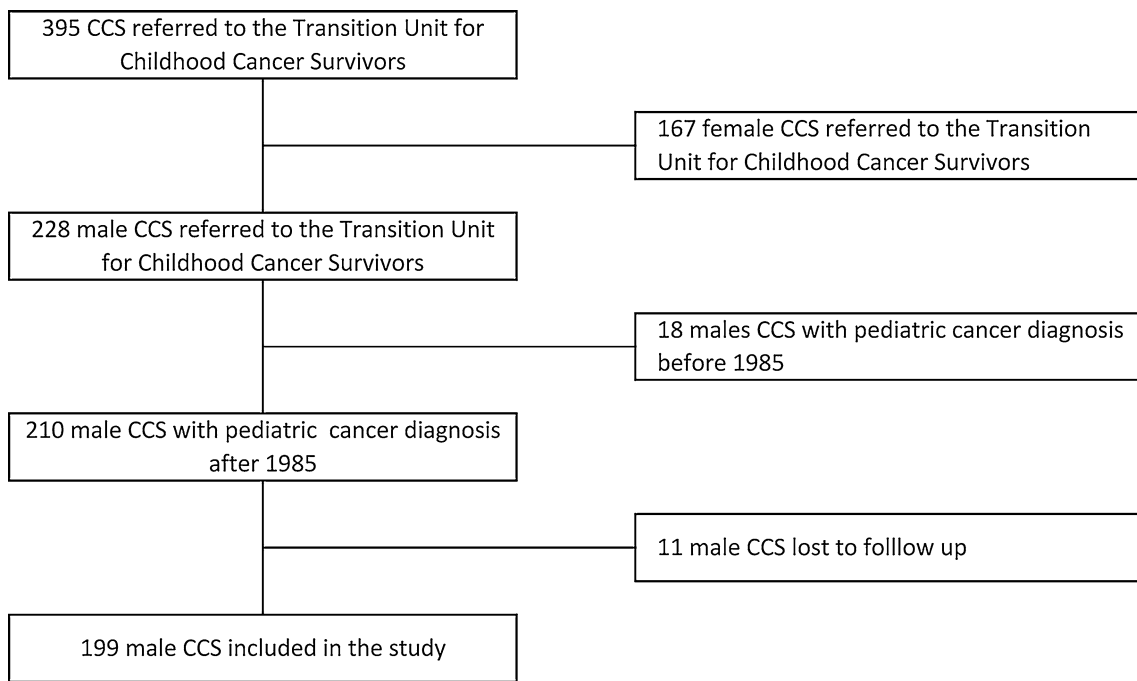 395 CCS referred to the Transition Unit for
Childhood Cancer Survivors
167 female CCS referred to the Transition
Unit for Childhood Cancer Survivors
228 male CCS referred to the Transition Unit
for Childhood Cancer Survivors
18 males CCS with pediatric cancer diagnosis
before 1985
210 male CCS with pediatric  cancer diagnosis
after 1985
11 male CCS lost to folllow up
199 male CCS included in the study